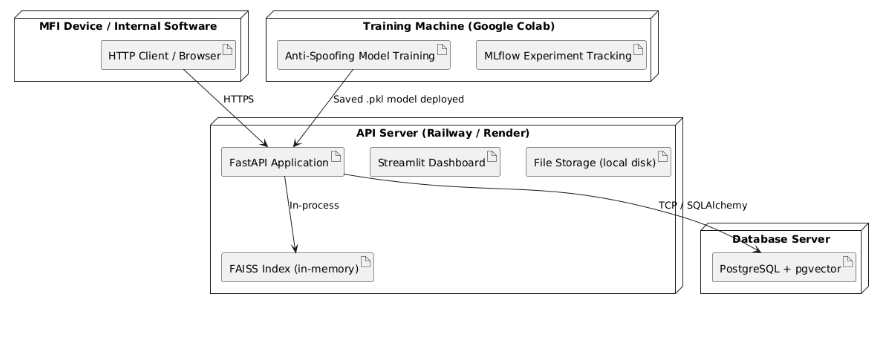 MFI Device / Internal Software
Training Machine (Google Colab)
HTTP Client / Browser
Anti-Spoofing Model Training
MLflow Experiment Tracking
HTTPS
Saved .pkl model deployed
API Server (Railway / Render)
FastAPI Application
Streamlit Dashboard
File Storage (local disk)
In-process
TCP / SQLAlchemy
Database Server
FAISS Index (in-memory)
PostgreSQL + pgvector